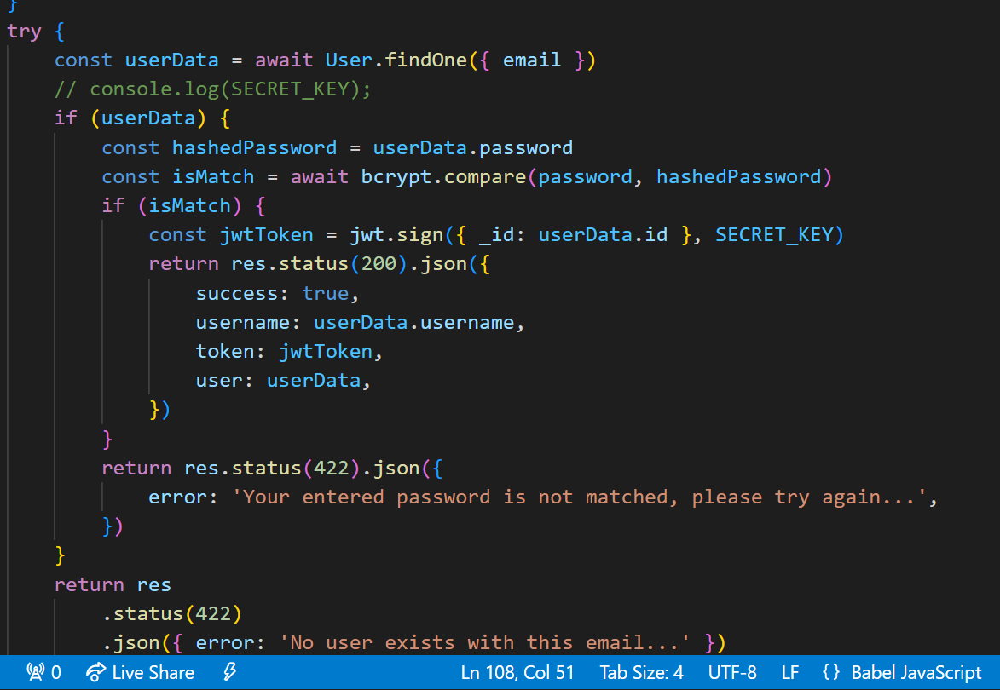 }
try {
    const userData = await User.findOne({ email })
    // console.log(SECRET_KEY);
    if (userData) {
        const hashedPassword = userData.password
        const isMatch = await bcrypt.compare(password, hashedPassword)
        if (isMatch) {
            const jwtToken = jwt.sign({ _id: userData.id }, SECRET_KEY)
            return res.status(200).json({
                success: true,
                username: userData.username,
                token: jwtToken,
                user: userData,
            })
        }
        return res.status(422).json({
            error: 'Your entered password is not matched, please try again...',
        })
    }
    return res
        .status(422)
        .json({ error: 'No user exists with this email...' })
0 Live Share Ln 108, Col 51 Tab Size: 4 UTF-8 LF {} Babel JavaScript